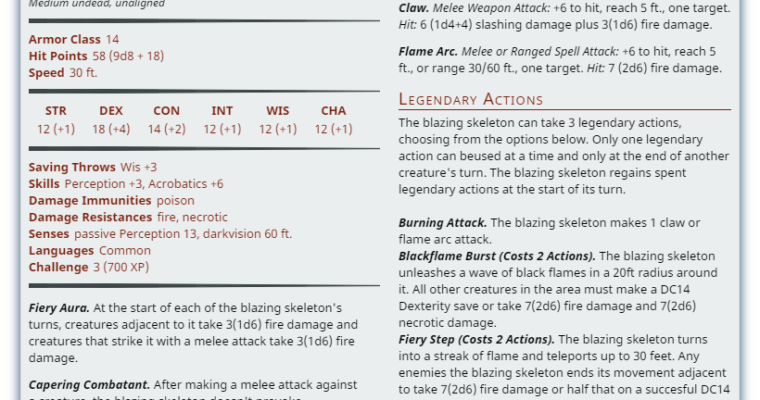 Medium undead, unaligned
Armor Class 14
Hit Points 58 (9d8 + 18)
Speed 30 ft.
STR DEX CON INT WIS CHA
12 (+1) 18 (+4) 14 (+2) 12 (+1) 12 (+1) 12 (+1)
Saving Throws Wis +3
Skills Perception +3, Acrobatics +6
Damage Immunities poison
Damage Resistances fire, necrotic
Senses passive Perception 13, darkvision 60 ft.
Languages Common
Challenge 3 (700 XP)
Fiery Aura. At the start of each of the blazing skeleton's
turns, creatures adjacent to it take 3(1d6) fire damage and
creatures that strike it with a melee attack take 3(1d6) fire
damage.
Capering Combatant. After making a melee attack against
a creature, the blazing skeleton doesn't provoke
Claw. Melee Weapon Attack: +6 to hit, reach 5 ft., one target.
Hit: 6 (1d4+4) slashing damage plus 3(1d6) fire damage.
Flame Arc. Melee or Ranged Spell Attack: +6 to hit, reach 5
ft., or range 30/60 ft., one target. Hit: 7 (2d6) fire damage.
Legendary Actions
The blazing skeleton can take 3 legendary actions,
choosing from the options below. Only one legendary
action can beused at a time and only at the end of another
creature's turn. The blazing skeleton regains spent
legendary actions at the start of its turn.
Burning Attack. The blazing skeleton makes 1 claw or
flame arc attack.
Blackflame Burst (Costs 2 Actions). The blazing skeleton
unleashes a wave of black flames in a 20ft radius around
it. All other creatures in the area must make a DC14
Dexterity save or take 7(2d6) fire damage and 7(2d6)
necrotic damage.
Fiery Step (Costs 2 Actions). The blazing skeleton turns
into a streak of flame and teleports up to 30 feet. Any
enemies the blazing skeleton ends its movement adjacent
to take 7(2d6) fire damage or half that on a succesful DC14